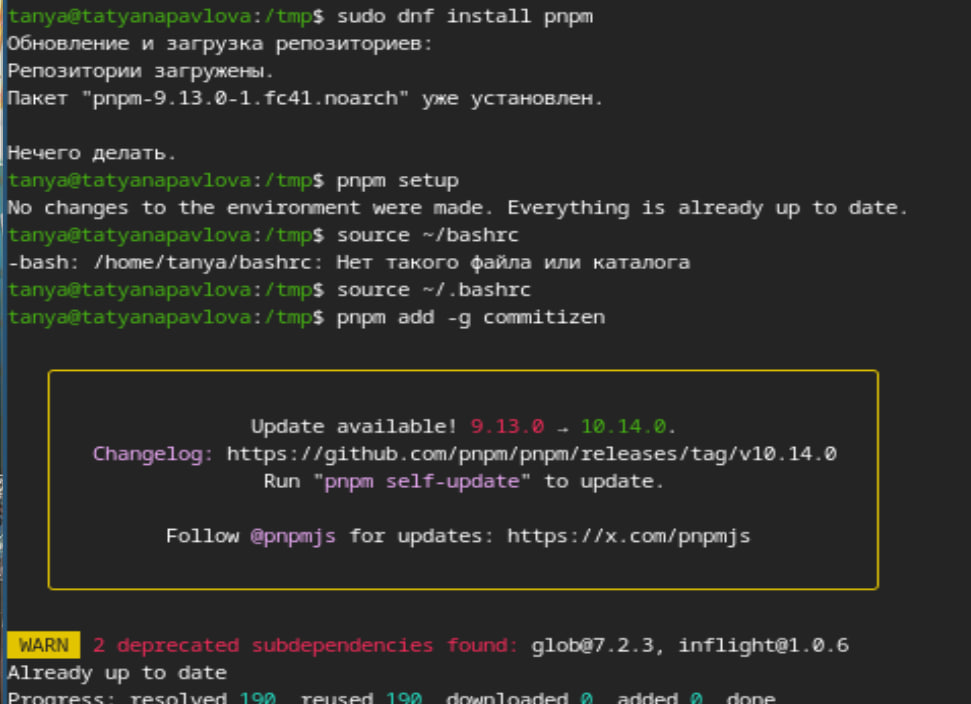 tanya@tatyanapavlova:/tmp$ sudo dnf install pnpm
Обновление и загрузка репозиториев:
Репозитории загружены.
Пакет "pnpm-9.13.0-1.fc41.noarch" уже установлен.
Нечего делать.
tanya@tatyanapavlova:/tmp$ pnpm setup
No changes to the environment were made. Everything is already up to date.
tanya@tatyanapavlova:/tmp$ source ~/bashrc
-bash: /home/tanya/bashrc: Нет такого файла или каталога
tanya@tatyanapavlova:/tmp$ source ~/.bashrc
tanya@tatyanapavlova:/tmp$ pnpm add -g commitizen
Update available! 9.13.0 → 10.14.0.
Changelog: https://github.com/pnpm/pnpm/releases/tag/v10.14.0
Run "pnpm self-update" to update.
Follow @pnpmjs for updates: https://x.com/pnpmjs
WARN 2 deprecated subdependencies found: glob@7.2.3, inflight@1.0.6
Already up to date
Progress: resolved 190, reused 190, downloaded 0, added 0, done